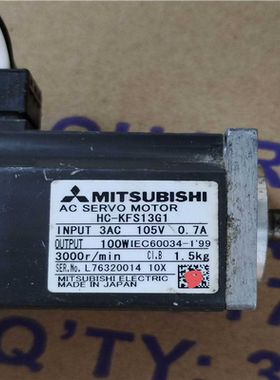 MITSUBISHI
AC SERVO MOTOR
HC-KFS13G1
INPUT 3AC 105V 0.7A
OUTPUT 100W IEC60034-1'99
3000r/min Cl.B 1.5kg
SER.No. L76320014 10X
MITSUBISHI ELECTRIC
MADE IN JAPAN
Q'TY: